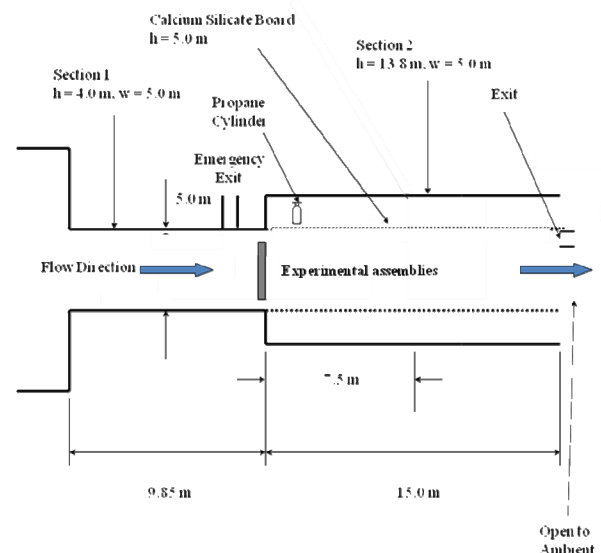 Calcium Silicate Board
h = 5.0 m
Section 2
h = 13.8 m, w = 5.0 m
Section 1
h = 4.0 m, w = 5.0 m
Exit
Propane
Cylinder
Emergency
Exit
5.0 m
Flow Direction
Experimental assemblies
7.5 m
9.85 m
15.0 m
Open to
Ambient